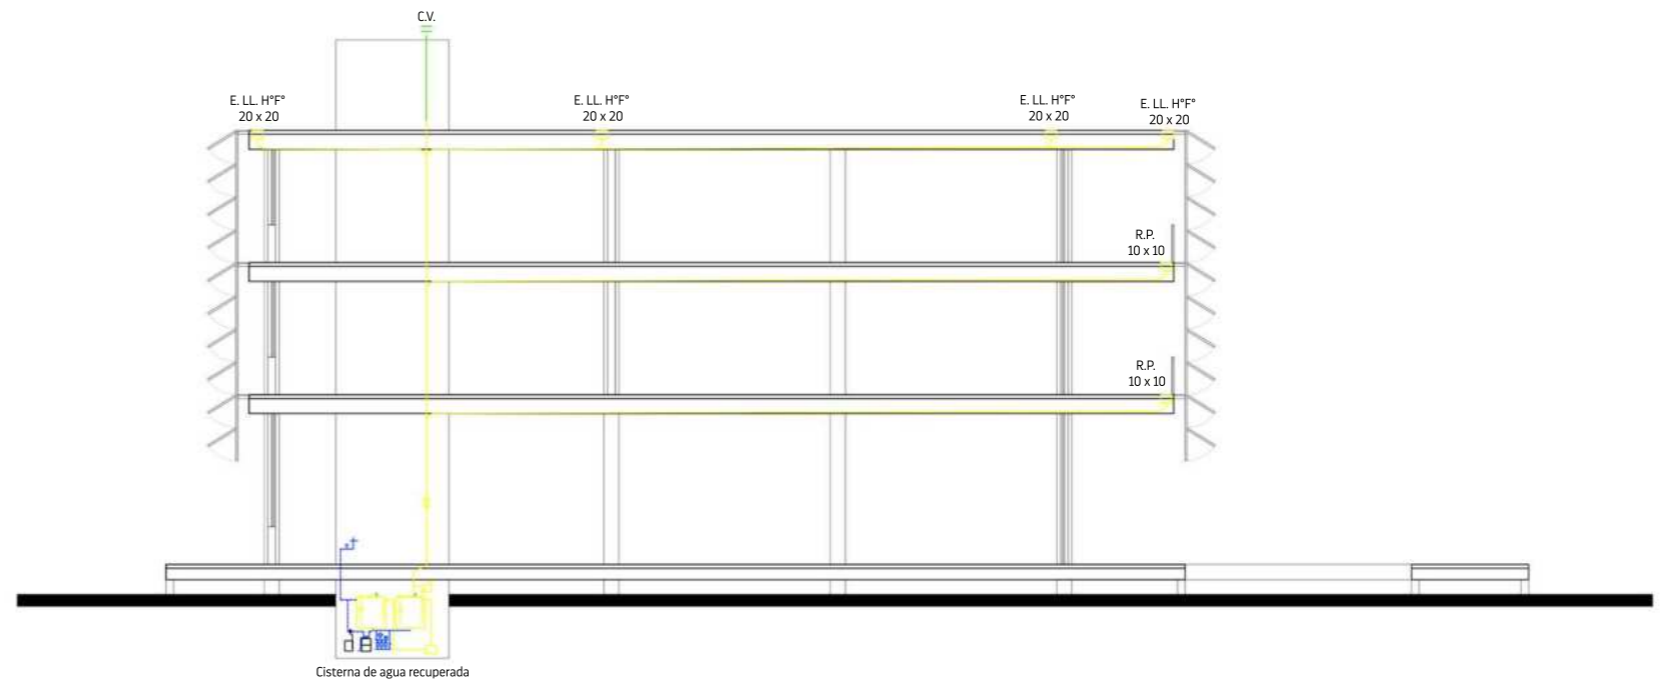 C.V.
E. LL. H°F°
20 x 20
E. LL. H°F°
20 x 20
E. LL. H°F°
20 x 20
E. LL. H°F°
20 x 20
R.P.
10 x 10
R.P.
10 x 10
Cisterna de agua recuperada